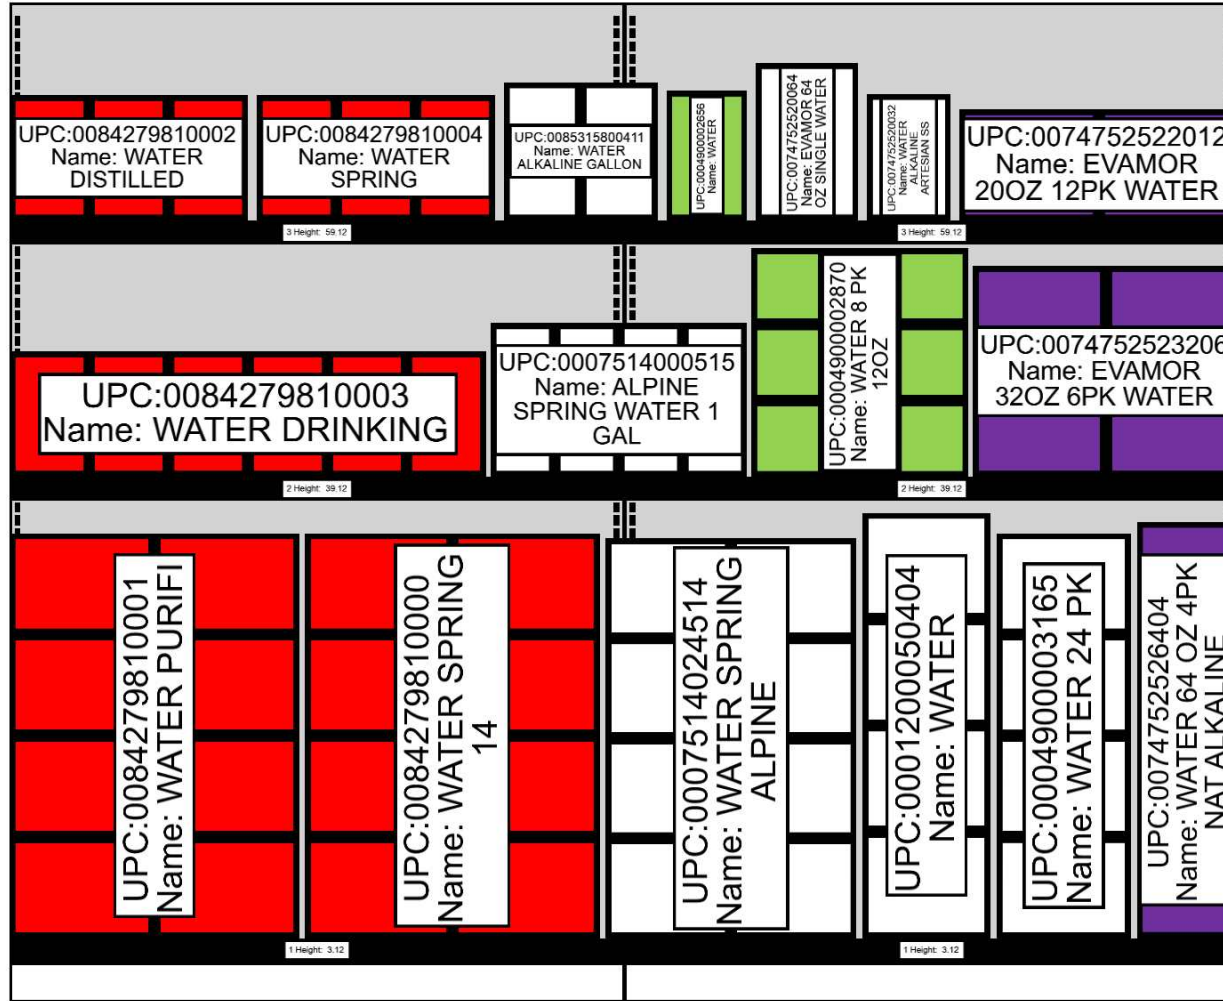 UPC:0084279810002
Name: WATER
DISTILLED
UPC:0084279810004
Name: WATER
SPRING
UPC:0085315800411
Name: WATER
ALKALINE GALLON
UPC:0004900002656
Name: WATER
UPC:0074752520064
Name: EVAMOR 64
OZ SINGLE WATER
UPC:0074752520032
Name: WATER
ALKALINE
ARTESIAN SS
UPC:0074752522012
Name: EVAMOR
20OZ 12PK WATER
3 Height: 59.12
3 Height: 59.12
UPC:0084279810003
Name: WATER DRINKING
UPC:0007514000515
Name: ALPINE
SPRING WATER 1
GAL
UPC:0004900002870
Name: WATER 8 PK
12OZ
UPC:0074752523206
Name: EVAMOR
32OZ 6PK WATER
2 Height: 39.12
2 Height: 39.12
UPC:0084279810001
Name: WATER PURIFI
UPC:0084279810000
Name: WATER SPRING
14
UPC:0007514024514
Name: WATER SPRING
ALPINE
UPC:0001200050404
Name: WATER
UPC:0004900003165
Name: WATER 24 PK
UPC:0074752526404
Name: WATER 64 OZ 4PK
NAT ALKALINE
1 Height: 3.12
1 Height: 3.12